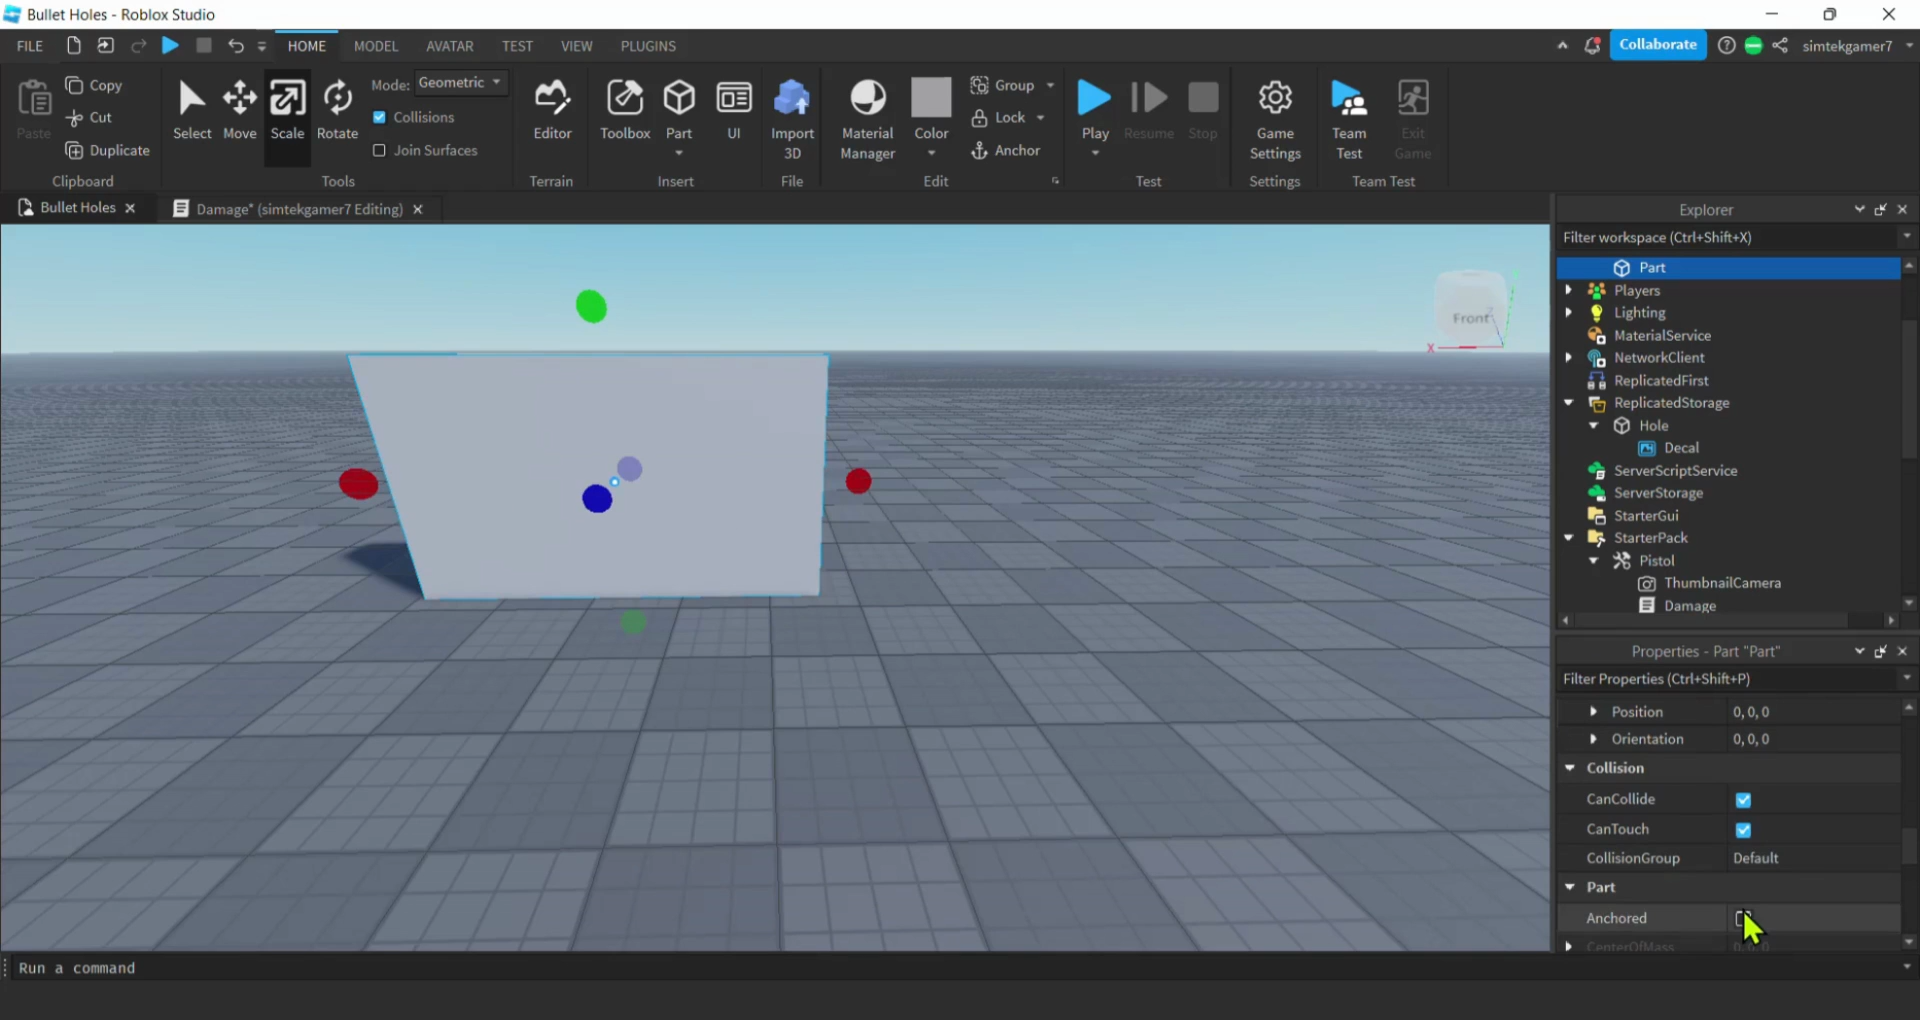 Bullet Holes - Roblox Studio
FILE HOME MODEL AVATAR TEST VIEW PLUGINS Collaborate simtekgamer7
Paste Copy Cut Duplicate Clipboard
Select Move Scale Rotate Mode: Geometric Collisions Join Surfaces Tools
Editor Terrain
Toolbox Part UI Insert
Import 3D File
Material Manager Color Group Lock Anchor Edit
Play Resume Stop Test
Game Settings Settings
Team Test Exit Game Team Test
Bullet Holes Damage* (simtekgamer7 Editing)
Front
X
Z
Explorer
Filter workspace (Ctrl+Shift+X)
Part
Players
Lighting
MaterialService
NetworkClient
ReplicatedFirst
ReplicatedStorage
Hole
Decal
ServerScriptService
ServerStorage
StarterGui
StarterPack
Pistol
ThumbnailCamera
Damage
Properties - Part "Part"
Filter Properties (Ctrl+Shift+P)
Position 0, 0, 0
Orientation 0, 0, 0
Collision
CanCollide
CanTouch
CollisionGroup Default
Part
Anchored
CenterOfMass 0, 0, 0
Run a command